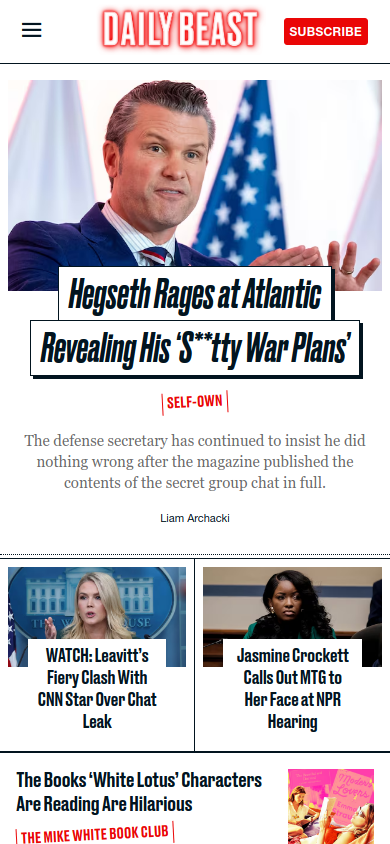 DAILY BEAST
SUBSCRIBE
Hegseth Rages at Atlantic
Revealing His ‘S**tty War Plans’
SELF-OWN
The defense secretary has continued to insist he did
nothing wrong after the magazine published the
contents of the secret group chat in full.
Liam Archacki
WATCH: Leavitt’s
Fiery Clash With
CNN Star Over Chat
Leak
Jasmine Crockett
Calls Out MTG to
Her Face at NPR
Hearing
The Books ‘White Lotus’ Characters
Are Reading Are Hilarious
THE MIKE WHITE BOOK CLUB
Modern
Lovers